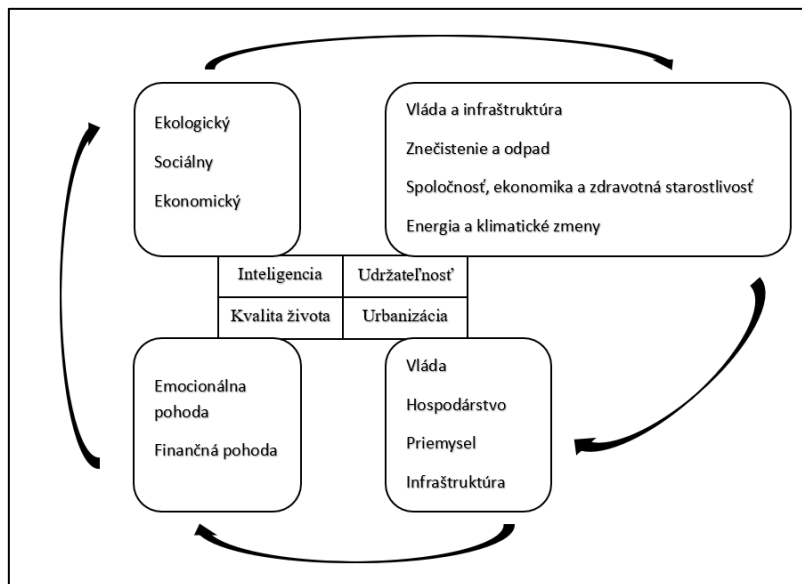 Ekologický
Sociálny
Ekonomický
Vláda a infraštruktúra
Znečistenie a odpad
Spoločnosť, ekonomika a zdravotná starostlivosť
Energia a klimatické zmeny
Inteligencia
Udržateľnosť
Kvalita života
Urbanizácia
Emocionálna
pohoda
Finančná pohoda
Vláda
Hospodárstvo
Priemysel
Infraštruktúra